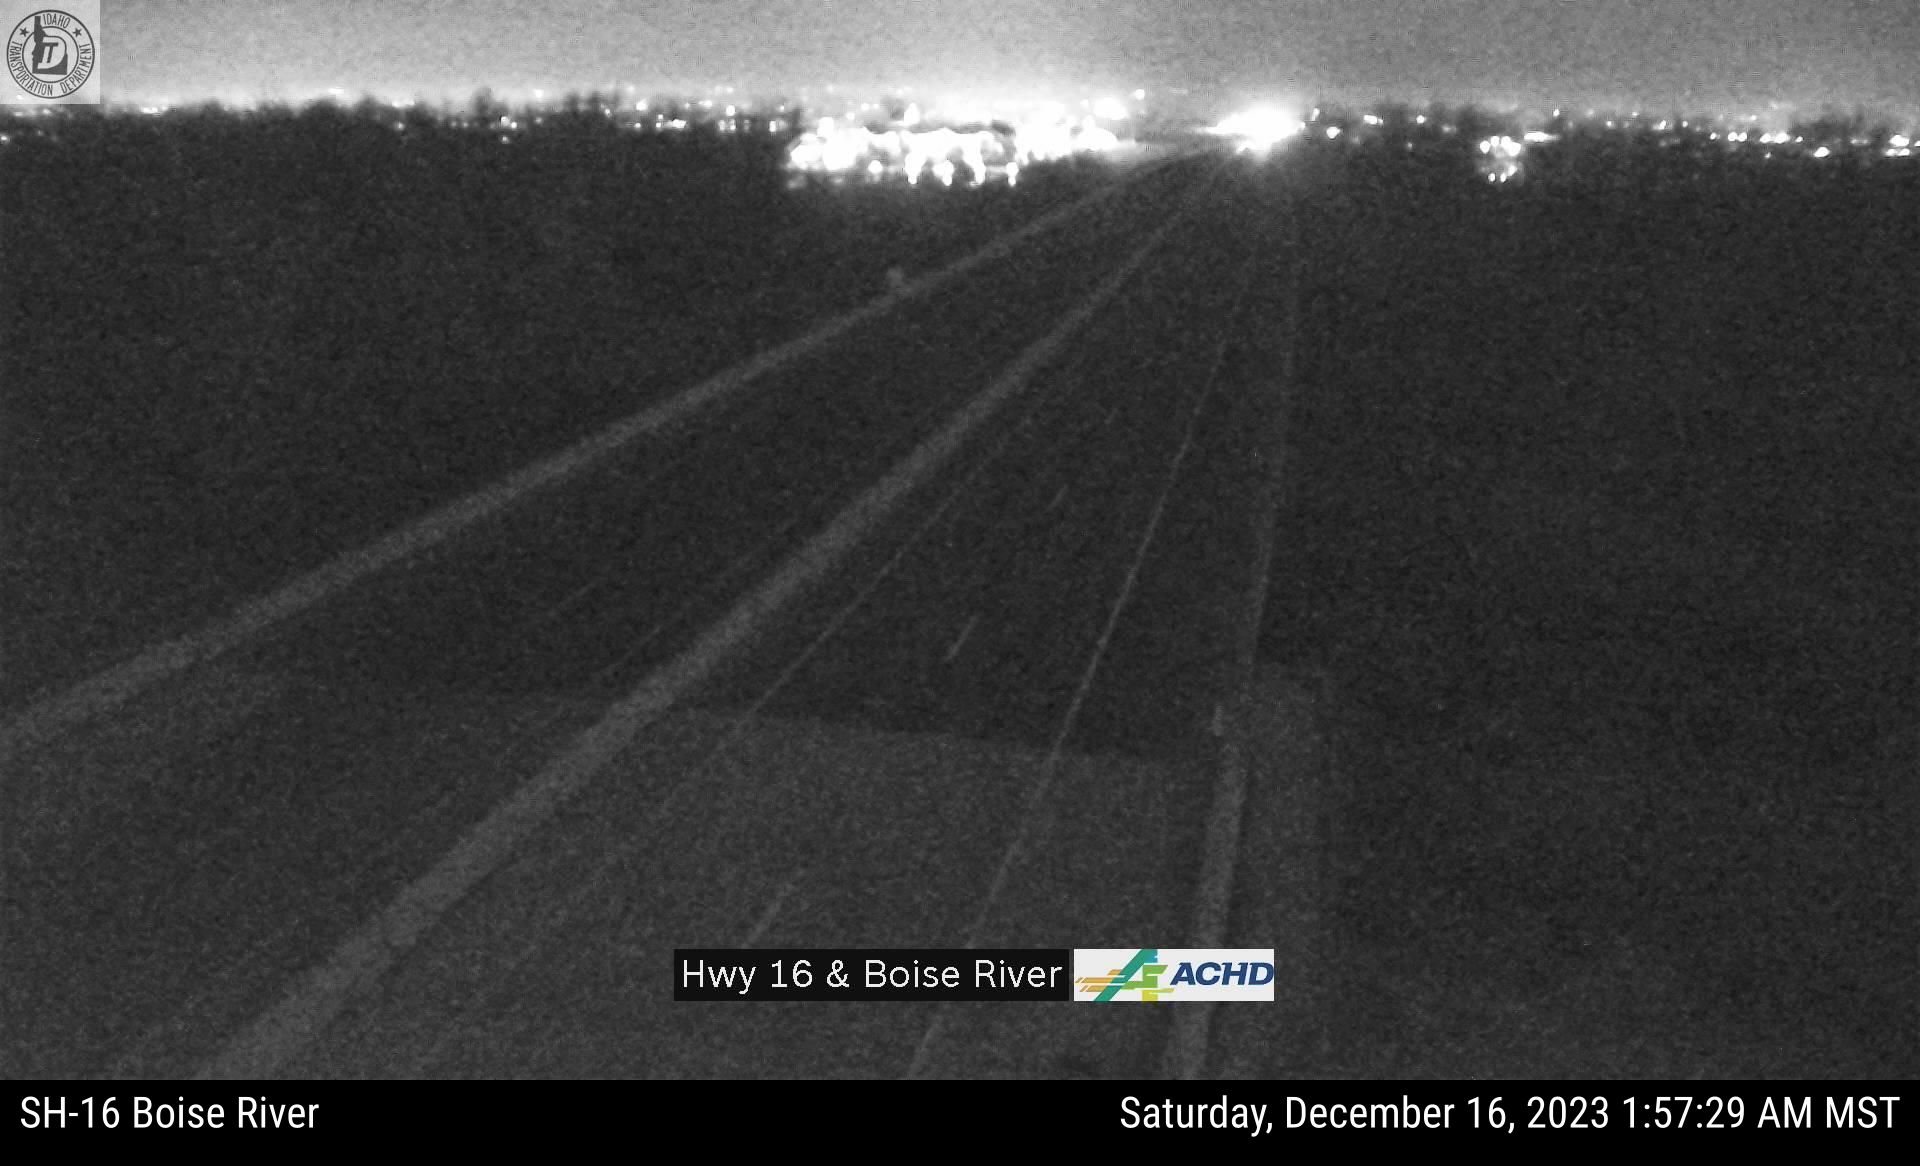 IDAHO
TRANSPORTATION DEPARTMENT
Hwy 16 & Boise River
ACHD
SH-16 Boise River
Saturday, December 16, 2023 1:57:29 AM MST